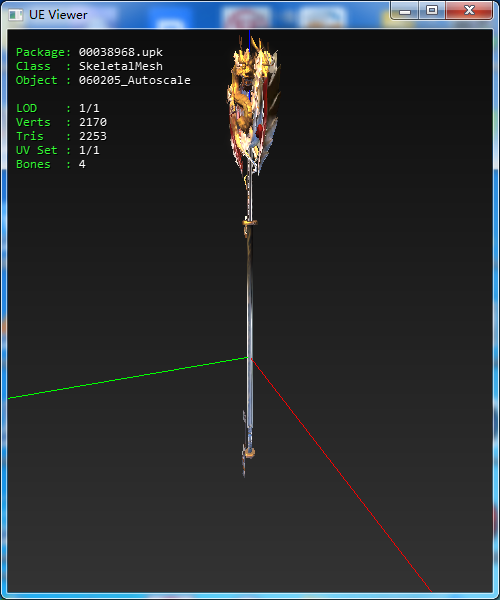 UE Viewer
Package: 00038968.upk
Class : SkeletalMesh
Object : 060205_Autoscale
LOD : 1/1
Verts : 2170
Tris : 2253
UV Set : 1/1
Bones : 4